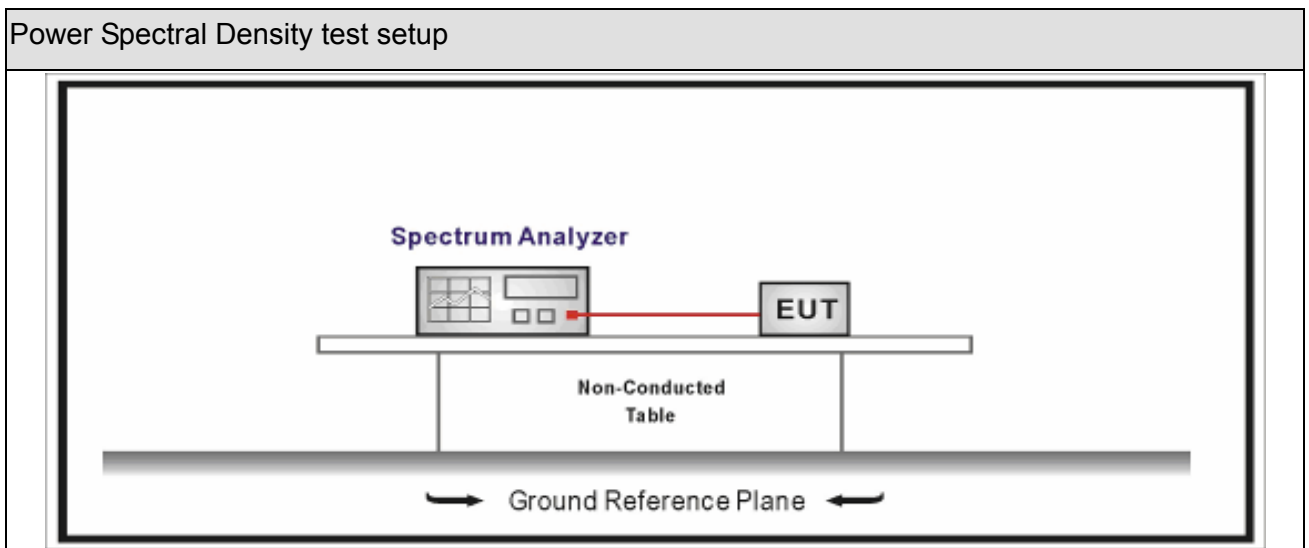 Power Spectral Density test setup
Spectrum Analyzer
EUT
Non-Conducted
Table
Ground Reference Plane